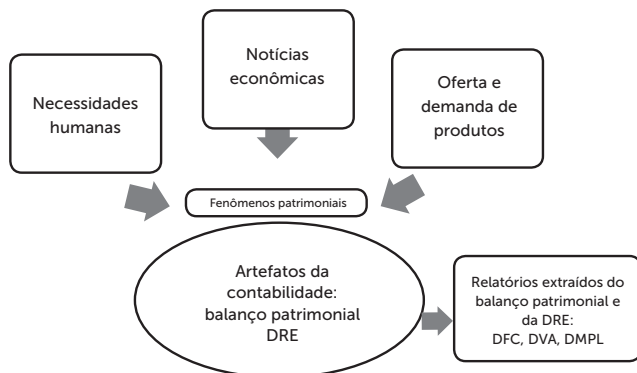 Necessidades
humanas
Notícias
econômicas
Oferta e
demanda de
produtos
Fenômenos patrimoniais
Artefatos da
contabilidade:
balanço patrimonial
DRE
Relatórios extraídos do
balanço patrimonial e
da DRE:
DFC, DVA, DMPL